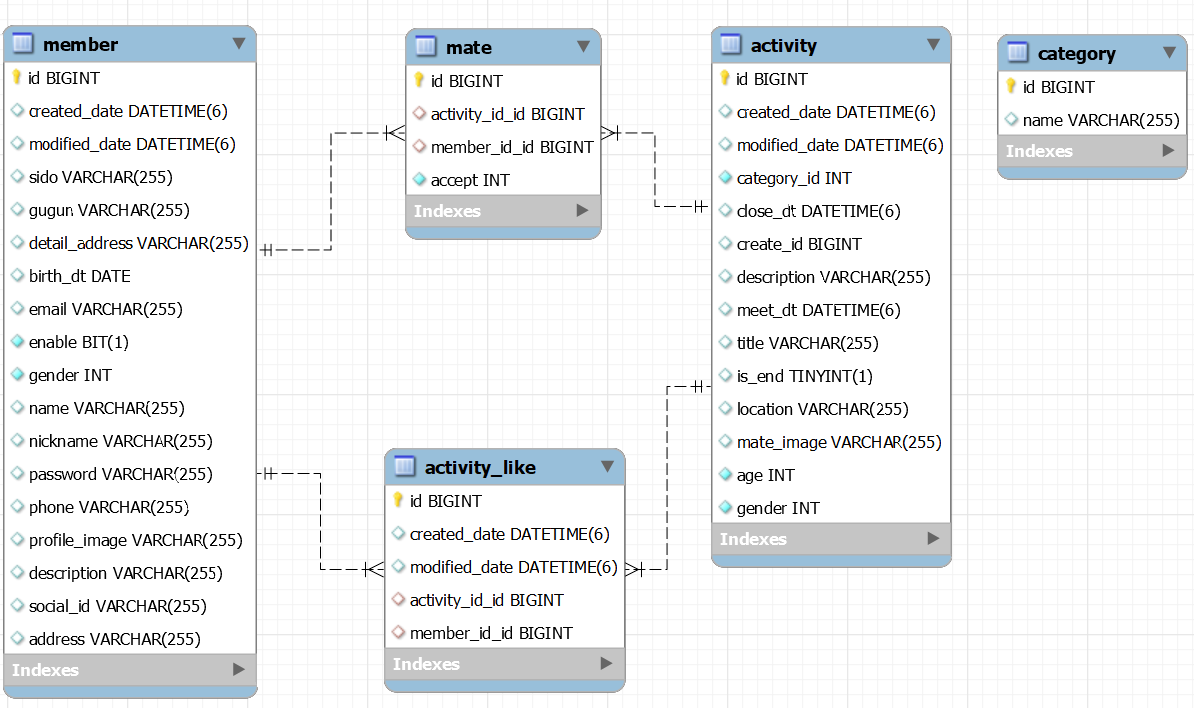 member
id BIGINT
created_date DATETIME(6)
modified_date DATETIME(6)
sido VARCHAR(255)
gugun VARCHAR(255)
detail_address VARCHAR(255)
birth_dt DATE
email VARCHAR(255)
enable BIT(1)
gender INT
name VARCHAR(255)
nickname VARCHAR(255)
password VARCHAR(255)
phone VARCHAR(255)
profile_image VARCHAR(255)
description VARCHAR(255)
social_id VARCHAR(255)
address VARCHAR(255)
Indexes
mate
id BIGINT
activity_id_id BIGINT
member_id_id BIGINT
accept INT
Indexes
activity_like
id BIGINT
created_date DATETIME(6)
modified_date DATETIME(6)
activity_id_id BIGINT
member_id_id BIGINT
Indexes
activity
id BIGINT
created_date DATETIME(6)
modified_date DATETIME(6)
category_id INT
close_dt DATETIME(6)
create_id BIGINT
description VARCHAR(255)
meet_dt DATETIME(6)
title VARCHAR(255)
is_end TINYINT(1)
location VARCHAR(255)
mate_image VARCHAR(255)
age INT
gender INT
Indexes
category
id BIGINT
name VARCHAR(255)
Indexes